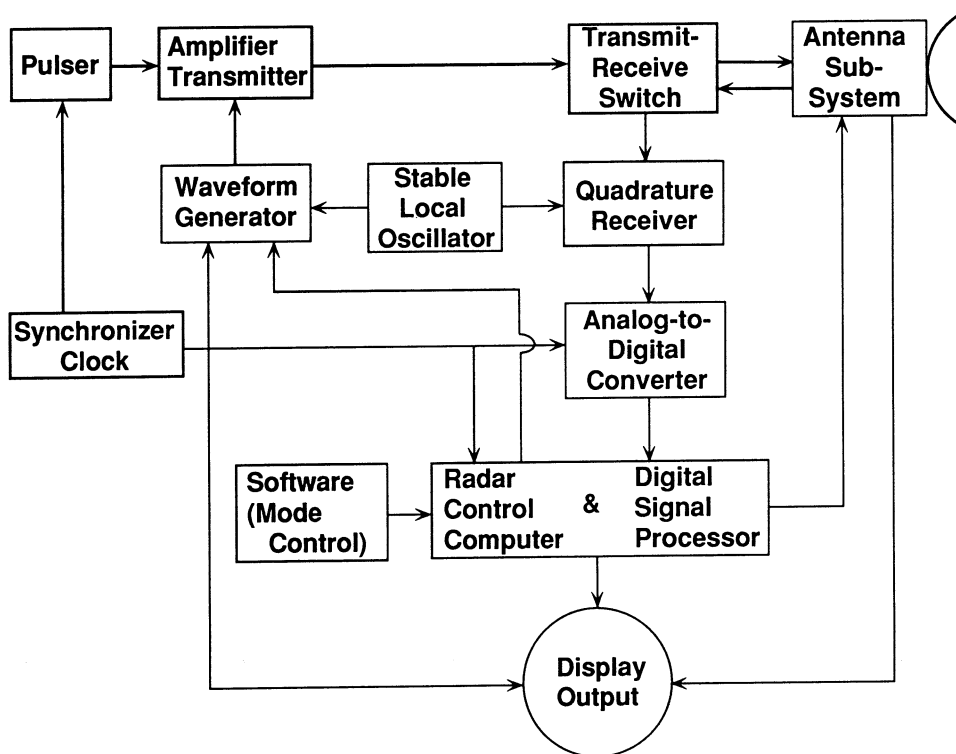 Pulser
Amplifier
Transmitter
Transmit-
Receive
Switch
Antenna
Sub-
System
Waveform
Generator
Stable
Local
Oscillator
Quadrature
Receiver
Synchronizer
Clock
Analog-to-
Digital
Converter
Software
(Mode
Control)
Radar
Control
Computer
&
Digital
Signal
Processor
Display
Output